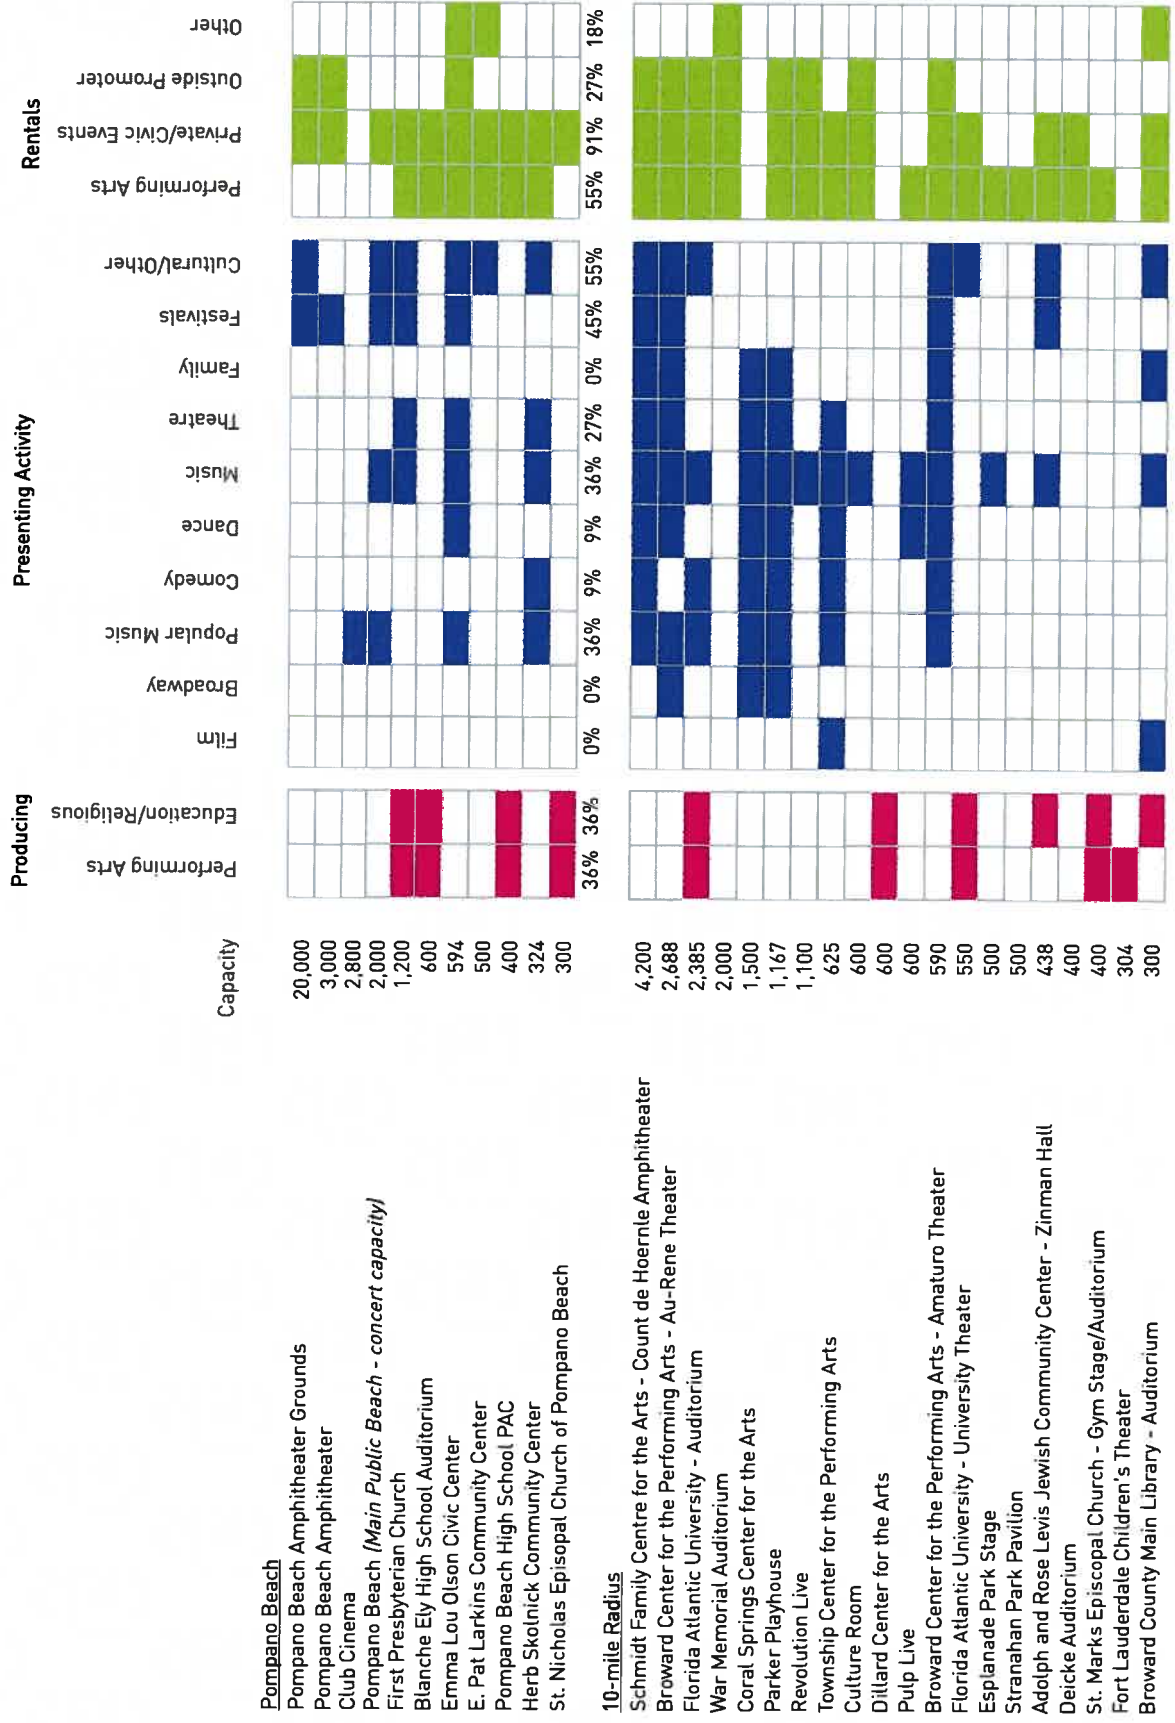 Producing
Presenting Activity
Rentals
Capacity
Performing Arts
Education/Religious
Film
Broadway
Popular Music
Comedy
Dance
Music
Theatre
Family
Festivals
Cultural/Other
Performing Arts
Private/Civic Events
Outside Promoter
Other
Pompano Beach
Pompano Beach Amphitheater Grounds 20,000
Pompano Beach Amphitheater 3,000
Club Cinema 2,800
Pompano Beach (Main Public Beach - concert capacity) 2,000
First Presbyterian Church 1,200
Blanche Ely High School Auditorium 600
Emma Lou Olson Civic Center 594
E. Pat Larkins Community Center 500
Pompano Beach High School PAC 400
Herb Skolnick Community Center 324
St. Nicholas Episopal Church of Pompano Beach 300
36% 36% 0% 0% 36% 9% 9% 36% 27% 0% 45% 55% 55% 91% 27% 18%
10-mile Radius
Schmidt Family Centre for the Arts - Count de Hoernle Amphitheater 4,200
Broward Center for the Performing Arts - Au-Rene Theater 2,688
Florida Atlantic University - Auditorium 2,385
War Memorial Auditorium 2,000
Coral Springs Center for the Arts 1,500
Parker Playhouse 1,167
Revolution Live 1,100
Township Center for the Performing Arts 625
Culture Room 600
Dillard Center for the Arts 600
Pulp Live 600
Broward Center for the Performing Arts - Amaturo Theater 590
Florida Atlantic University - University Theater 550
Esplanade Park Stage 500
Stranahan Park Pavilion 500
Adolph and Rose Levis Jewish Community Center - Zinman Hall 438
Deicke Auditorium 400
St. Marks Episcopal Church - Gym Stage/Auditorium 400
Fort Lauderdale Children's Theater 304
Broward County Main Library - Auditorium 300